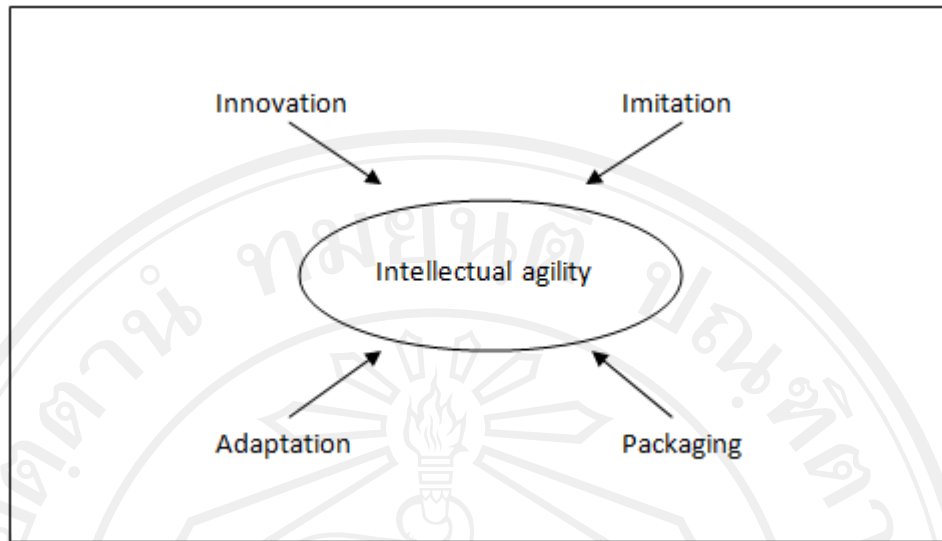 Innovation
Imitation
Intellectual agility
Adaptation
Packaging